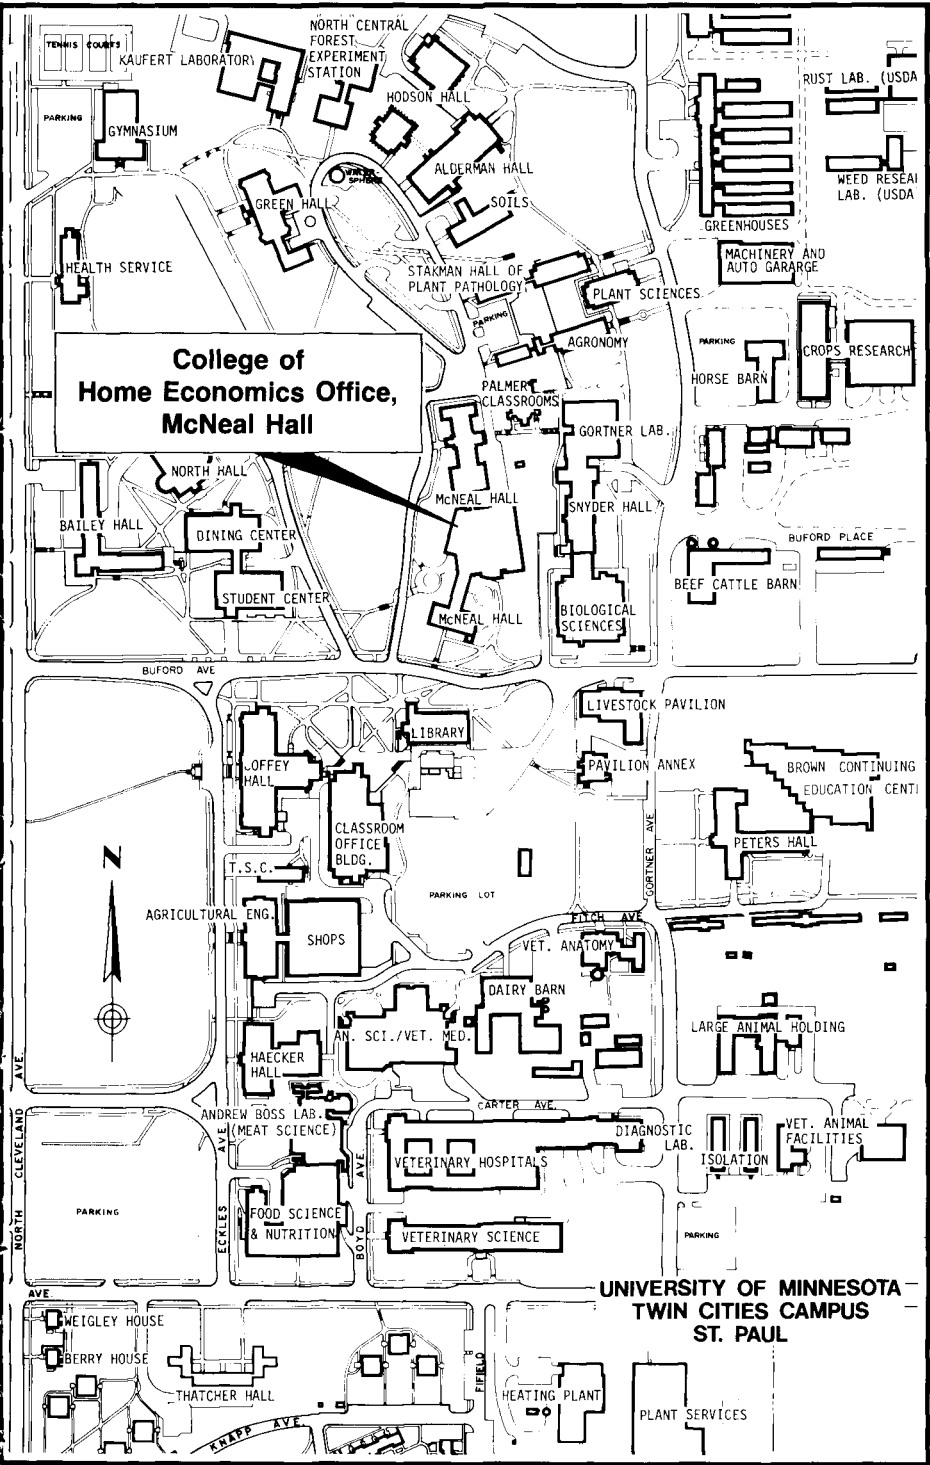 NORTH CENTRAL
FOREST
EXPERIMENT
STATION
TENNIS COURTS
KAUFERT LABORATORY
HODSON HALL
RUST LAB. (USDA
PARKING
GYMNASIUM
ALDERMAN HALL
WEED RESEA
LAB. (USDA
GREEN HALL
SOILS
GREENHOUSES
MACHINERY AND
AUTO GARARGE
HEALTH SERVICE
STAKMAN HALL OF
PLANT PATHOLOGY
PLANT SCIENCES
PARKING
AGRONOMY
PARKING
CROPS RESEARCH
HORSE BARN
College of
Home Economics Office,
McNeal Hall
PALMER
CLASSROOMS
GORTNER LAB.
NORTH HALL
McNEAL HALL
SNYDER HALL
BAILEY HALL
DINING CENTER
BUFORD PLACE
STUDENT CENTER
BEEF CATTLE BARN
McNEAL HALL
BIOLOGICAL
SCIENCES
BUFORD AVE
LIBRARY
LIVESTOCK PAVILION
COFFEY
HALL
PAVILION ANNEX
BROWN CONTINUING
EDUCATION CENT
CLASSROOM
OFFICE
BLDG.
GORTNER AVE
PETERS HALL
N
T.S.C.
PARKING LOT
AGRICULTURAL ENG.
SHOPS
FITCH AVE
VET. ANATOMY
DAIRY BARN
AN. SCI./VET. MED.
LARGE ANIMAL HOLDING
HAECKER
HALL
NORTH CLEVELAND AVE.
CARTER AVE.
ANDREW BOSS LAB.
(MEAT SCIENCE)
DIAGNOSTIC
LAB.
VET. ANIMAL
FACILITIES
ISOLATION
VETERINARY HOSPITALS
ECKLES AVE.
BOYD AVE.
PARKING
FOOD SCIENCE
& NUTRITION
VETERINARY SCIENCE
PARKING
UNIVERSITY OF MINNESOTA
TWIN CITIES CAMPUS
ST. PAUL
AVE.
WEIGLEY HOUSE
BERRY HOUSE
THATCHER HALL
FIFIELD
HEATING PLANT
PLANT SERVICES
KNAPP AVE.